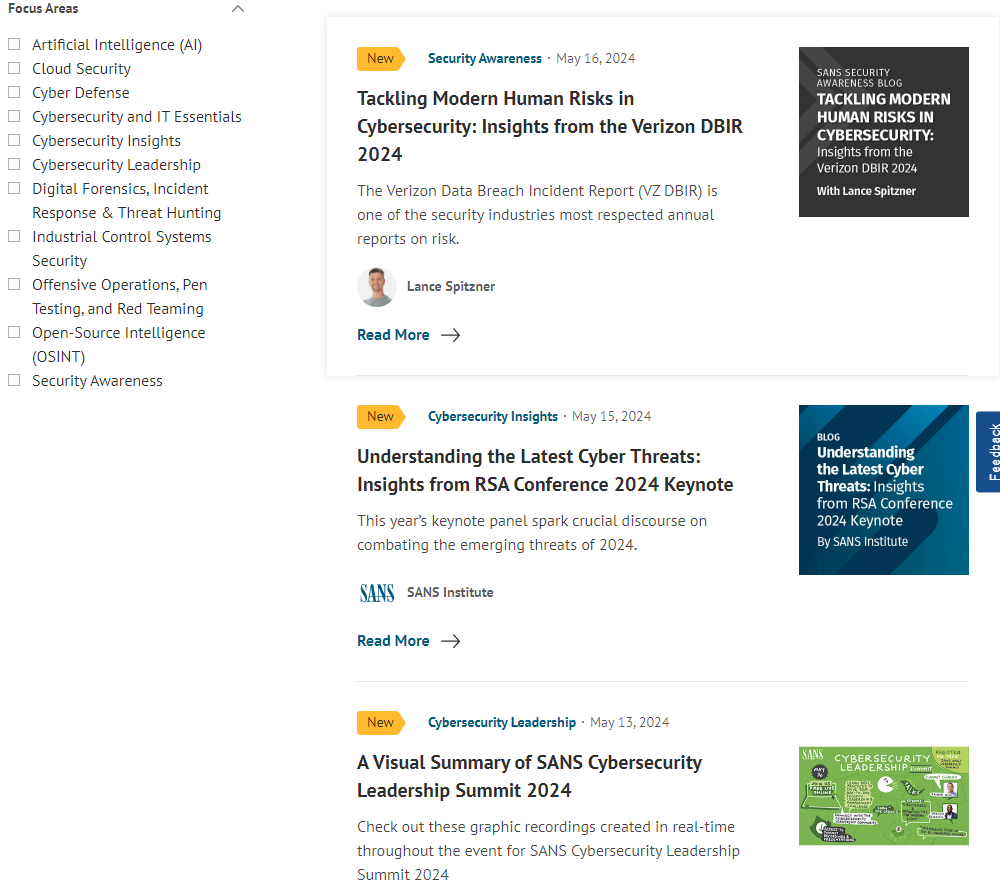 Focus Areas
Artificial Intelligence (AI)
Cloud Security
Cyber Defense
Cybersecurity and IT Essentials
Cybersecurity Insights
Cybersecurity Leadership
Digital Forensics, Incident
Response & Threat Hunting
Industrial Control Systems
Security
Offensive Operations, Pen
Testing, and Red Teaming
Open-Source Intelligence
(OSINT)
Security Awareness
New Security Awareness · May 16, 2024
Tackling Modern Human Risks in
Cybersecurity: Insights from the Verizon DBIR
2024
The Verizon Data Breach Incident Report (VZ DBIR) is
one of the security industries most respected annual
reports on risk.
Lance Spitzner
Read More
SANS SECURITY
AWARENESS BLOG
TACKLING MODERN
HUMAN RISKS IN
CYBERSECURITY:
Insights from the
Verizon DBIR 2024
With Lance Spitzner
New Cybersecurity Insights · May 15, 2024
Understanding the Latest Cyber Threats:
Insights from RSA Conference 2024 Keynote
This year's keynote panel spark crucial discourse on
combating the emerging threats of 2024.
SANS SANS Institute
Read More
BLOG
Understanding
the Latest Cyber
Threats: Insights
from RSA Conference
2024 Keynote
By SANS Institute
Feedback
New Cybersecurity Leadership · May 13, 2024
A Visual Summary of SANS Cybersecurity
Leadership Summit 2024
Check out these graphic recordings created in real-time
throughout the event for SANS Cybersecurity Leadership
Summit 2024
SANS
CYBERSECURITY
LEADERSHIP SUMMIT